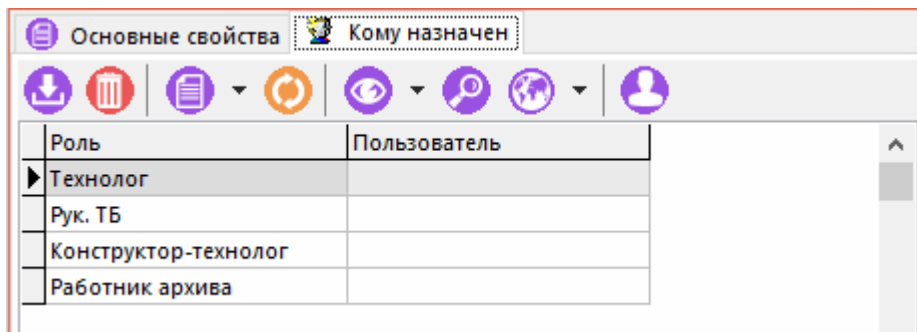 Основные свойства Кому назначен
Роль Пользователь
Технолог
Рук. ТБ
Конструктор-технолог
Работник архива